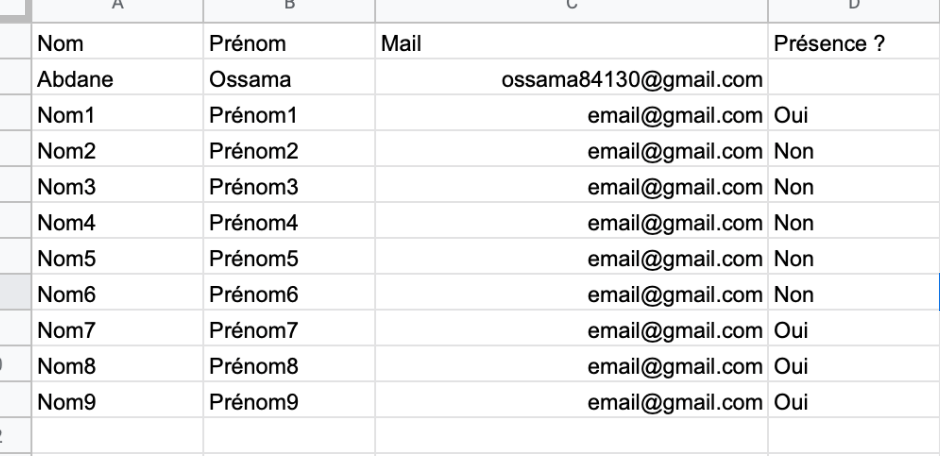 A B C D
Nom Prénom Mail Présence ?
Abdane Ossama ossama84130@gmail.com
Nom1 Prénom1 email@gmail.com Oui
Nom2 Prénom2 email@gmail.com Non
Nom3 Prénom3 email@gmail.com Non
Nom4 Prénom4 email@gmail.com Non
Nom5 Prénom5 email@gmail.com Non
Nom6 Prénom6 email@gmail.com Non
Nom7 Prénom7 email@gmail.com Oui
Nom8 Prénom8 email@gmail.com Oui
Nom9 Prénom9 email@gmail.com Oui